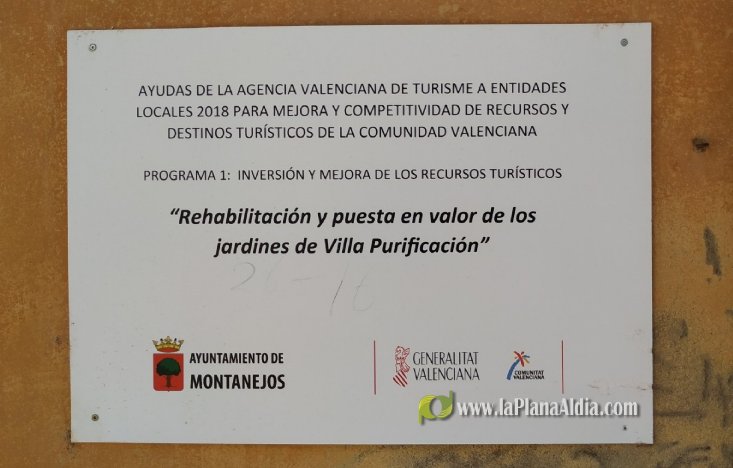 AYUDAS DE LA AGENCIA VALENCIANA DE TURISME A ENTIDADES
LOCALES 2018 PARA MEJORA Y COMPETITIVIDAD DE RECURSOS Y
DESTINOS TURÍSTICOS DE LA COMUNIDAD VALENCIANA
PROGRAMA 1: INVERSIÓN Y MEJORA DE LOS RECURSOS TURÍSTICOS
“Rehabilitación y puesta en valor de los
jardines de Villa Purificación”
AYUNTAMIENTO DE
MONTANEJOS
GENERALITAT
VALENCIANA
COMUNITAT
VALENCIANA
www.laPlanaAldia.com